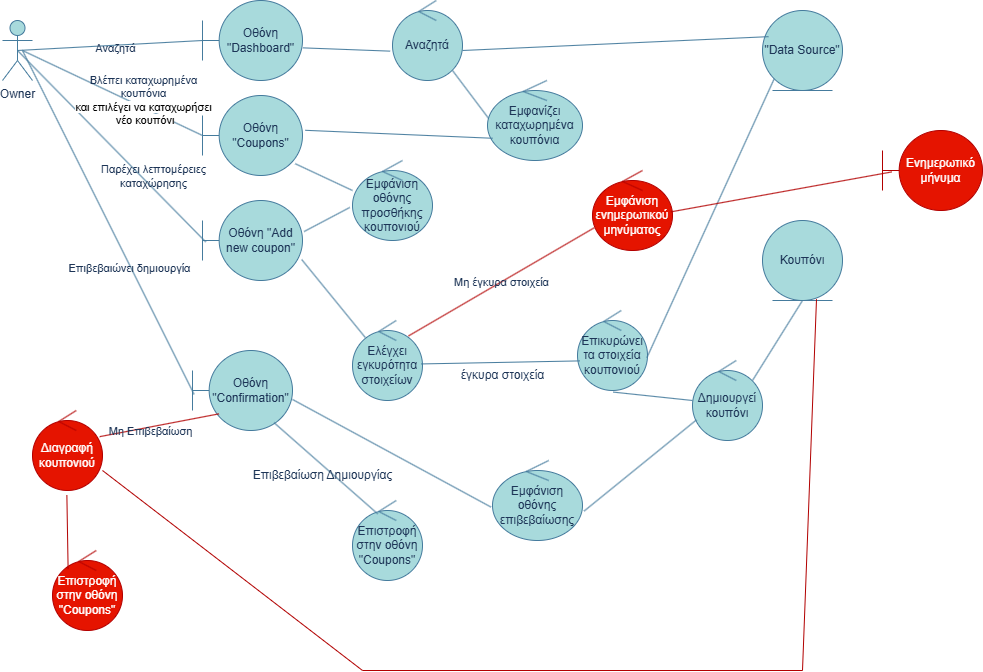 Owner
Αναζητά
Οθόνη
"Dashboard"
Αναζητά
"Data Source"
Βλέπει καταχωρημένα
κουπόνια
και επιλέγει να καταχωρήσει
νέο κουπόνι
Οθόνη
"Coupons"
Εμφανίζει
καταχωρημένα
κουπόνια
Ενημερωτικό
μήνυμα
Παρέχει λεπτομέρειες
καταχώρησης
Εμφάνιση
οθόνης
προσθήκης
κουπονιού
Εμφάνιση
ενημερωτικού
μηνύματος
Οθόνη "Add
new coupon"
Κουπόνι
Επιβεβαιώνει δημιουργία
Μη έγκυρα στοιχεία
Ελέγχει
εγκυρότητα
στοιχείων
έγκυρα στοιχεία
Επικυρώνει
τα στοιχεία
κουπονιού
Οθόνη
"Confirmation"
Δημιουργεί
κουπόνι
Μη Επιβεβαίωση
Διαγραφή
κουπονιού
Επιβεβαίωση Δημιουργίας
Εμφάνιση
οθόνης
επιβεβαίωσης
Επιστροφή
στην οθόνη
"Coupons"
Επιστροφή
στην οθόνη
"Coupons"